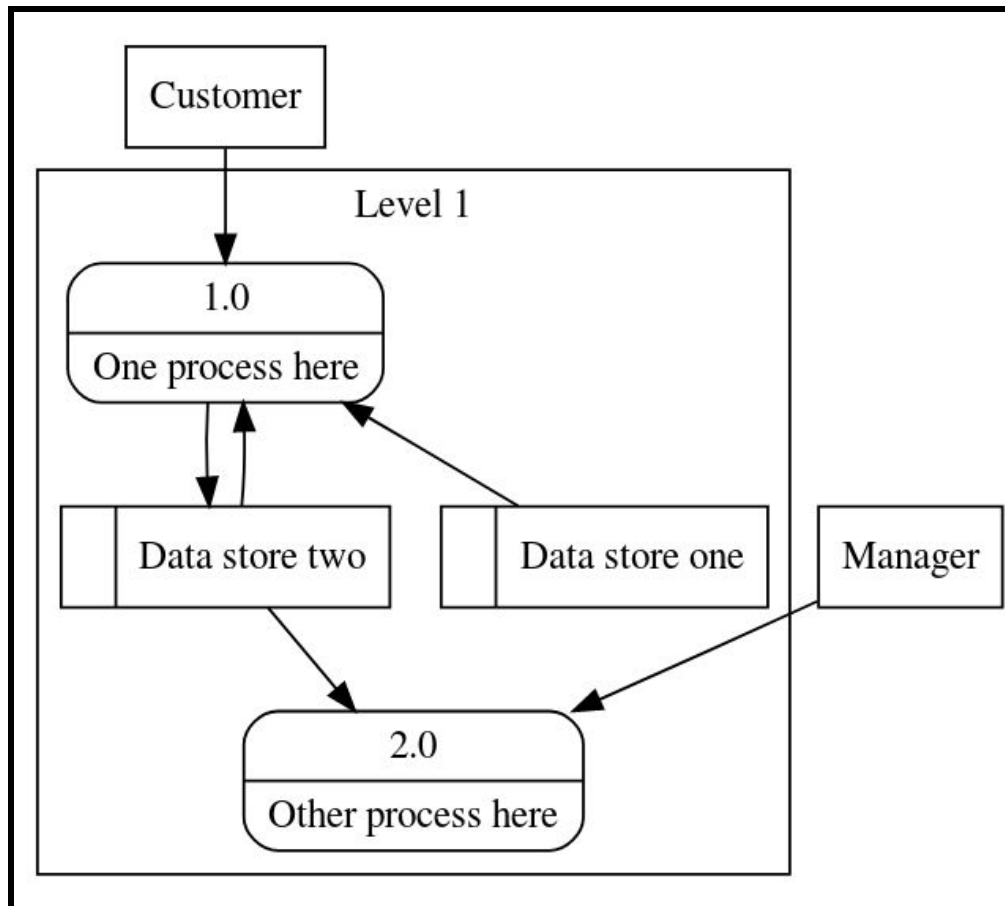 Customer
Level 1
1.0
One process here
Data store two
Data store one
Manager
2.0
Other process here